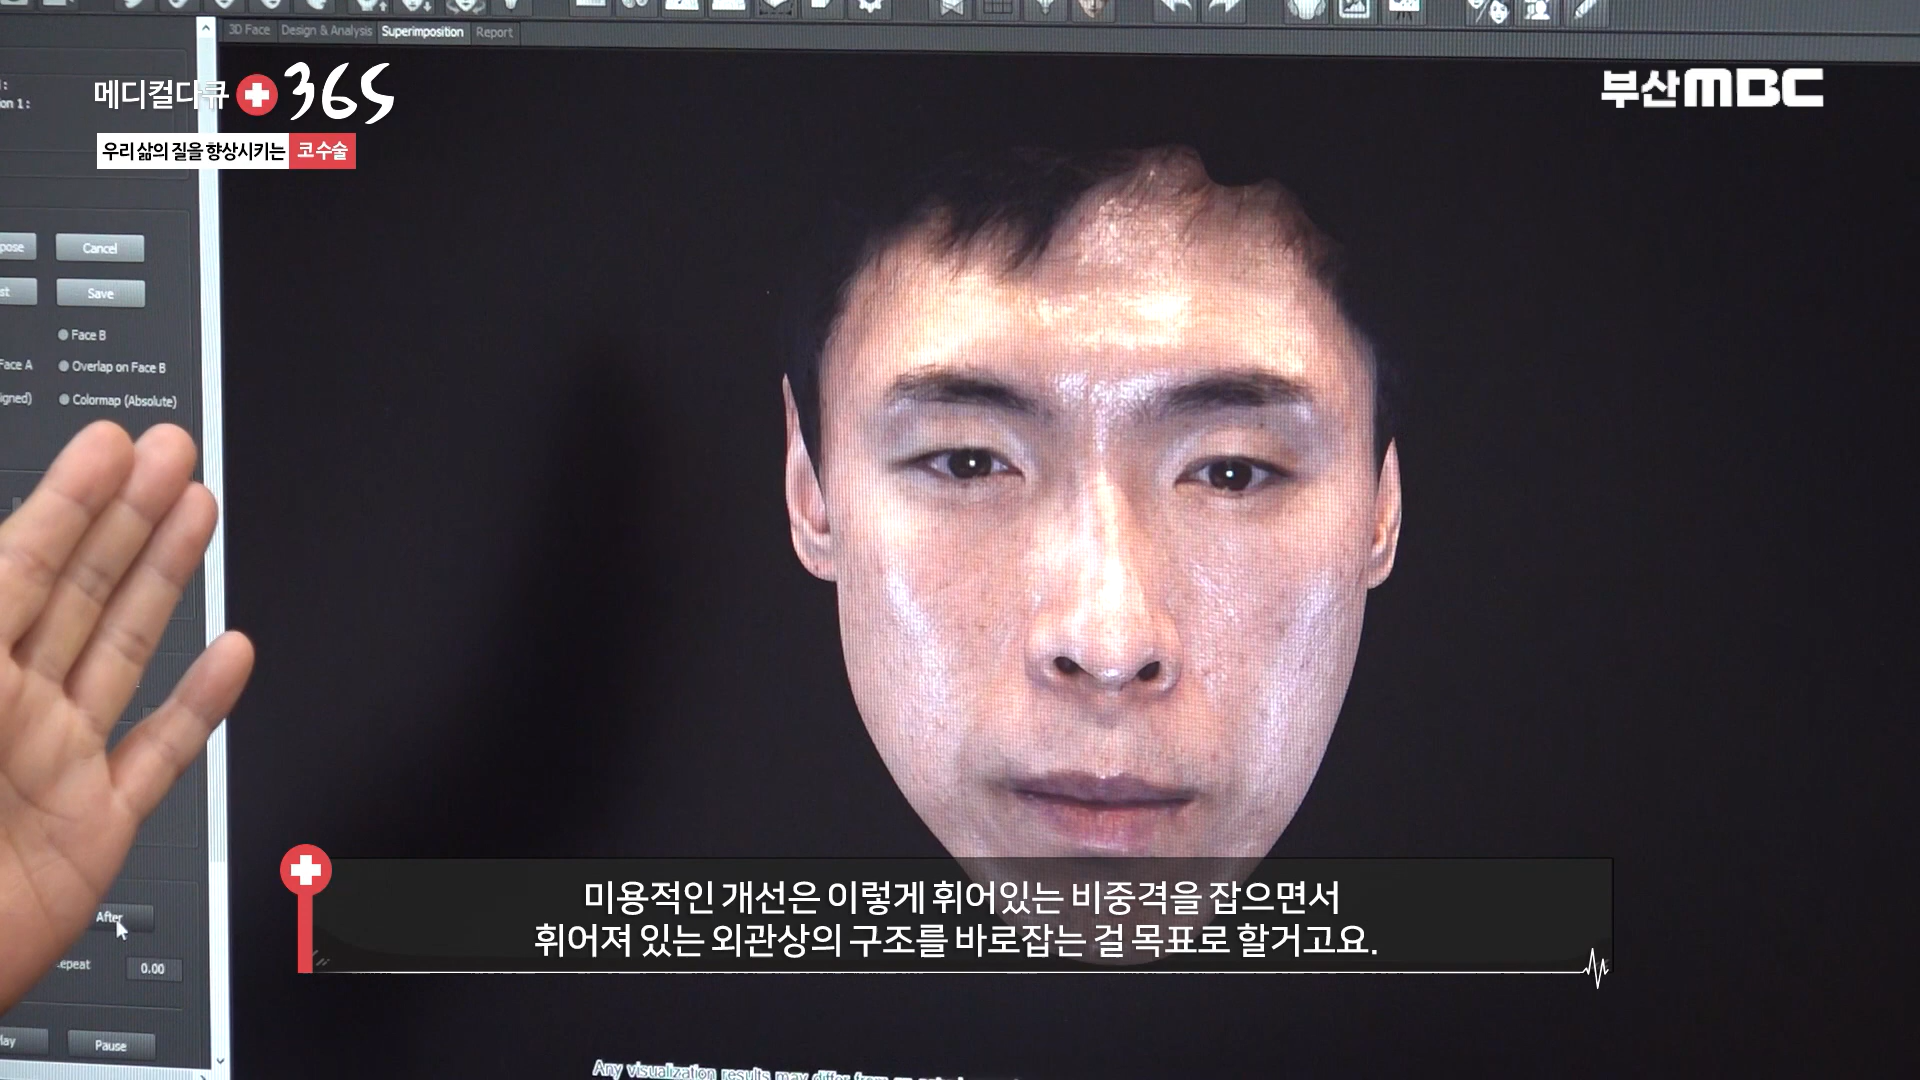 3D Face Design & Analysis Superimposition Report
메디컬다큐 365
부산MBC
on 1:
우리 삶의 질을 향상시키는 코수술
Cancel
Save
Face B
Face A Overlap on Face B
Colormap (Absolute)
미용적인 개선은 이렇게 휘어있는 비중격을 잡으면서
휘어져 있는 외관상의 구조를 바로잡는 걸 목표로 할거고요.
After
0.00
Pause
Any visualization results may differ from